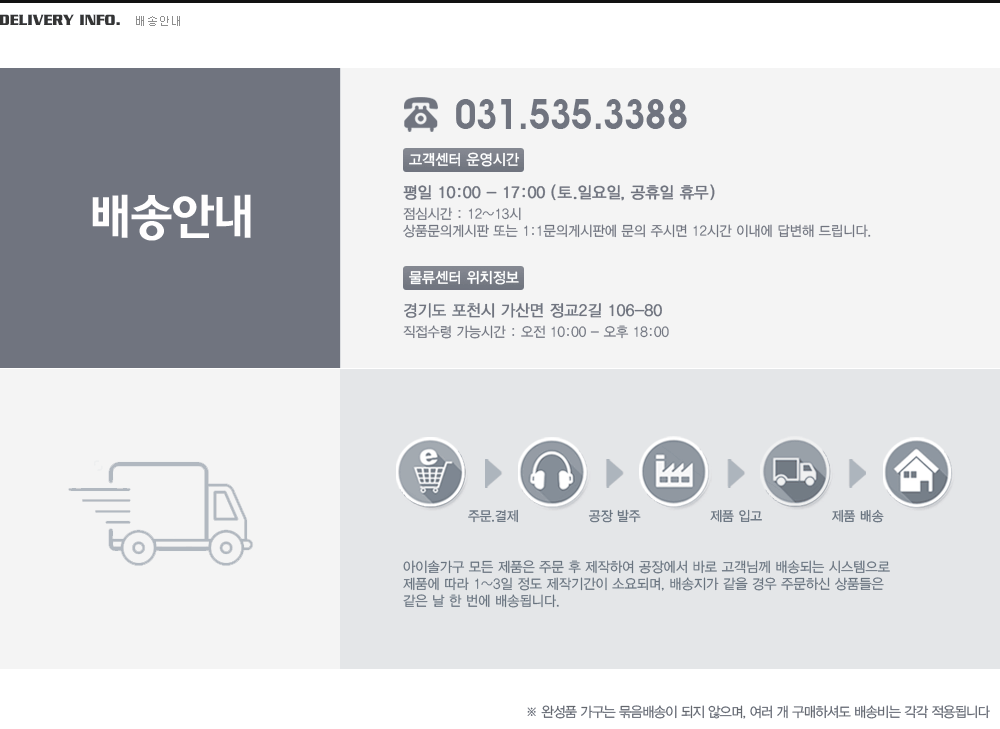 DELIVERY INFO. 배송안내
배송안내
031.535.3388
고객센터 운영시간
평일 10:00 - 17:00 (토.일요일, 공휴일 휴무)
점심시간 : 12~13시
상품문의게시판 또는 1:1문의게시판에 문의 주시면 12시간 이내에 답변해 드립니다.
물류센터 위치정보
경기도 포천시 가산면 정교2길 106-80
직접수령 가능시간 : 오전 10:00 - 오후 18:00
e
주문.결제 공장 발주 제품 입고 제품 배송
아이솔가구 모든 제품은 주문 후 제작하여 공장에서 바로 고객님께 배송되는 시스템으로
제품에 따라 1~3일 정도 제작기간이 소요되며, 배송지가 같을 경우 주문하신 상품들은
같은 날 한 번에 배송됩니다.
※ 완성품 가구는 묶음배송이 되지 않으며, 여러 개 구매하셔도 배송비는 각각 적용됩니다